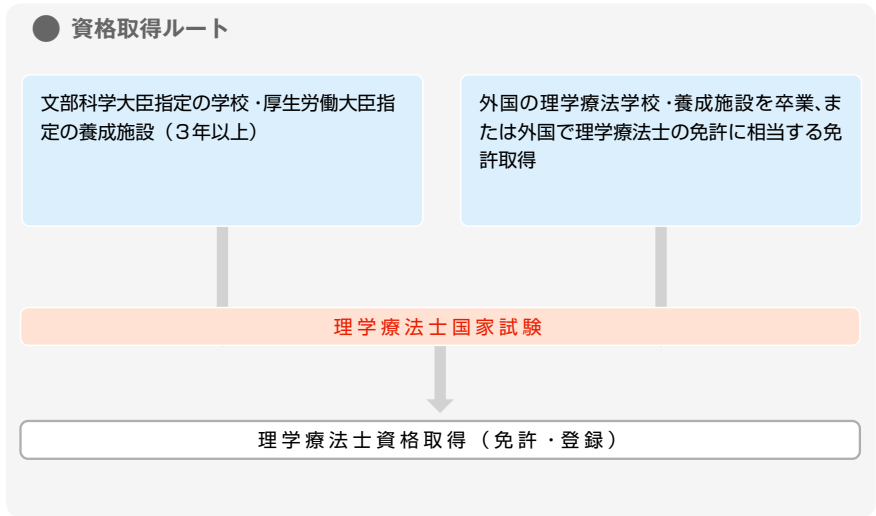 資格取得ルート
文部科学大臣指定の学校・厚生労働大臣指
定の養成施設（３年以上）
外国の理学療法学校・養成施設を卒業、ま
たは外国で理学療法士の免許に相当する免
許取得
理学療法士国家試験
理学療法士資格取得（免許・登録）